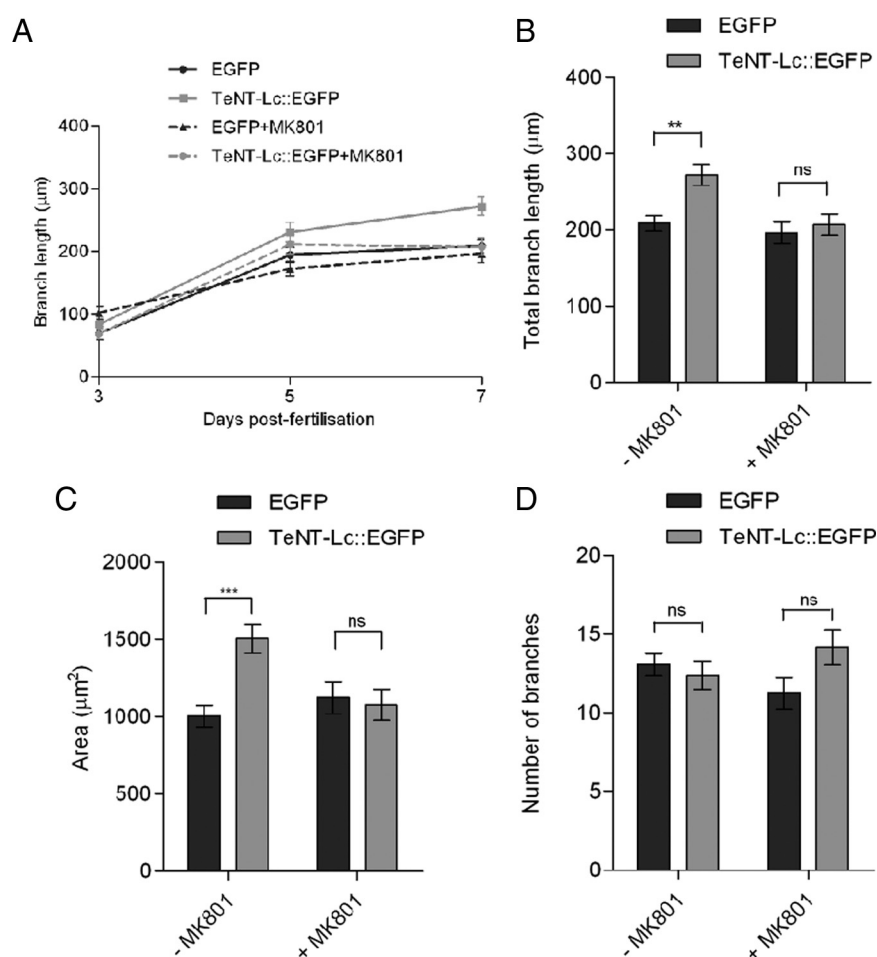 A
EGFP
TeNT-Lc::EGFP
EGFP+MK801
TeNT-Lc::EGFP+MK801
400
300
200
100
0
Branch length (μm)
3
5
7
Days post-fertilisation
B
EGFP
TeNT-Lc::EGFP
400
300
200
100
0
Total branch length (μm)
**
ns
- MK801
+ MK801
C
EGFP
TeNT-Lc::EGFP
2000
1500
1000
500
0
Area (μm²)
***
ns
- MK801
+ MK801
D
EGFP
TeNT-Lc::EGFP
20
15
10
5
0
Number of branches
ns
ns
- MK801
+ MK801